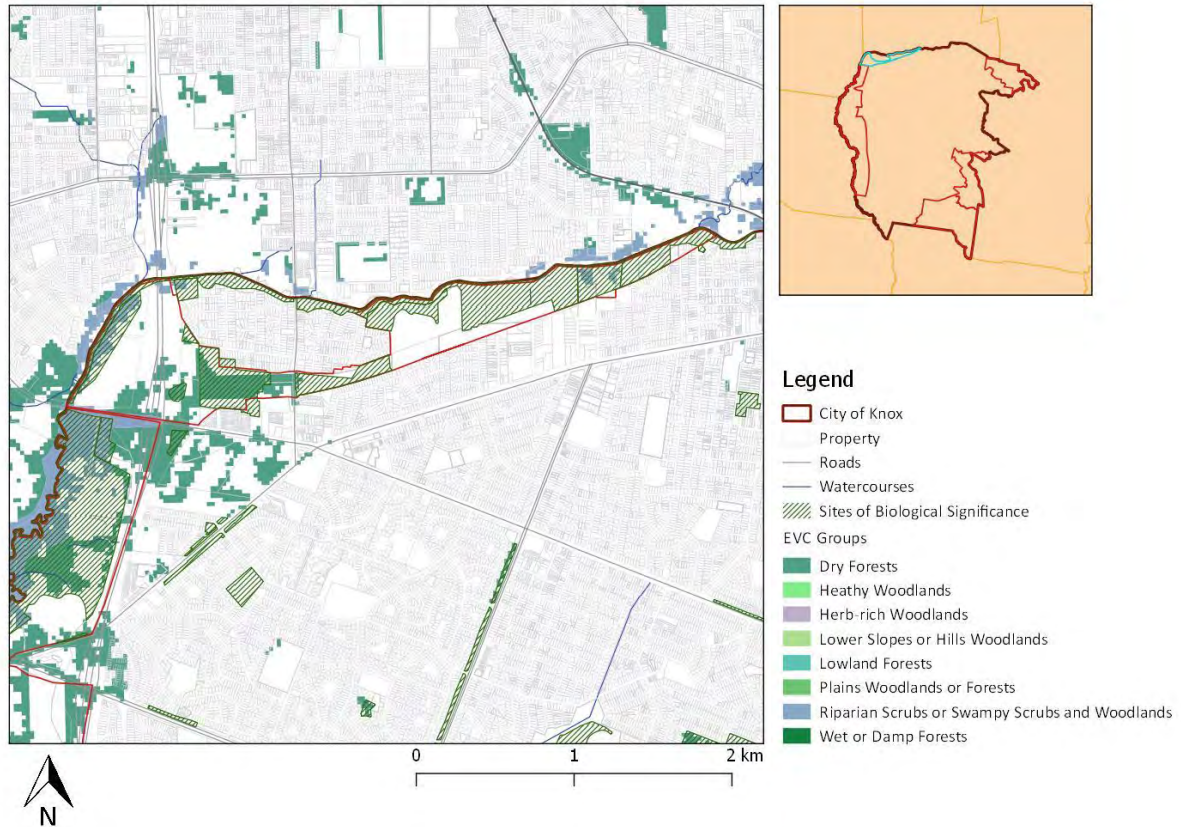 Legend
City of Knox
Property
Roads
Watercourses
Sites of Biological Significance
EVC Groups
Dry Forests
Heathy Woodlands
Herb-rich Woodlands
Lower Slopes or Hills Woodlands
Lowland Forests
Plains Woodlands or Forests
Riparian Scrubs or Swampy Scrubs and Woodlands
Wet or Damp Forests
0 1 2 km
N